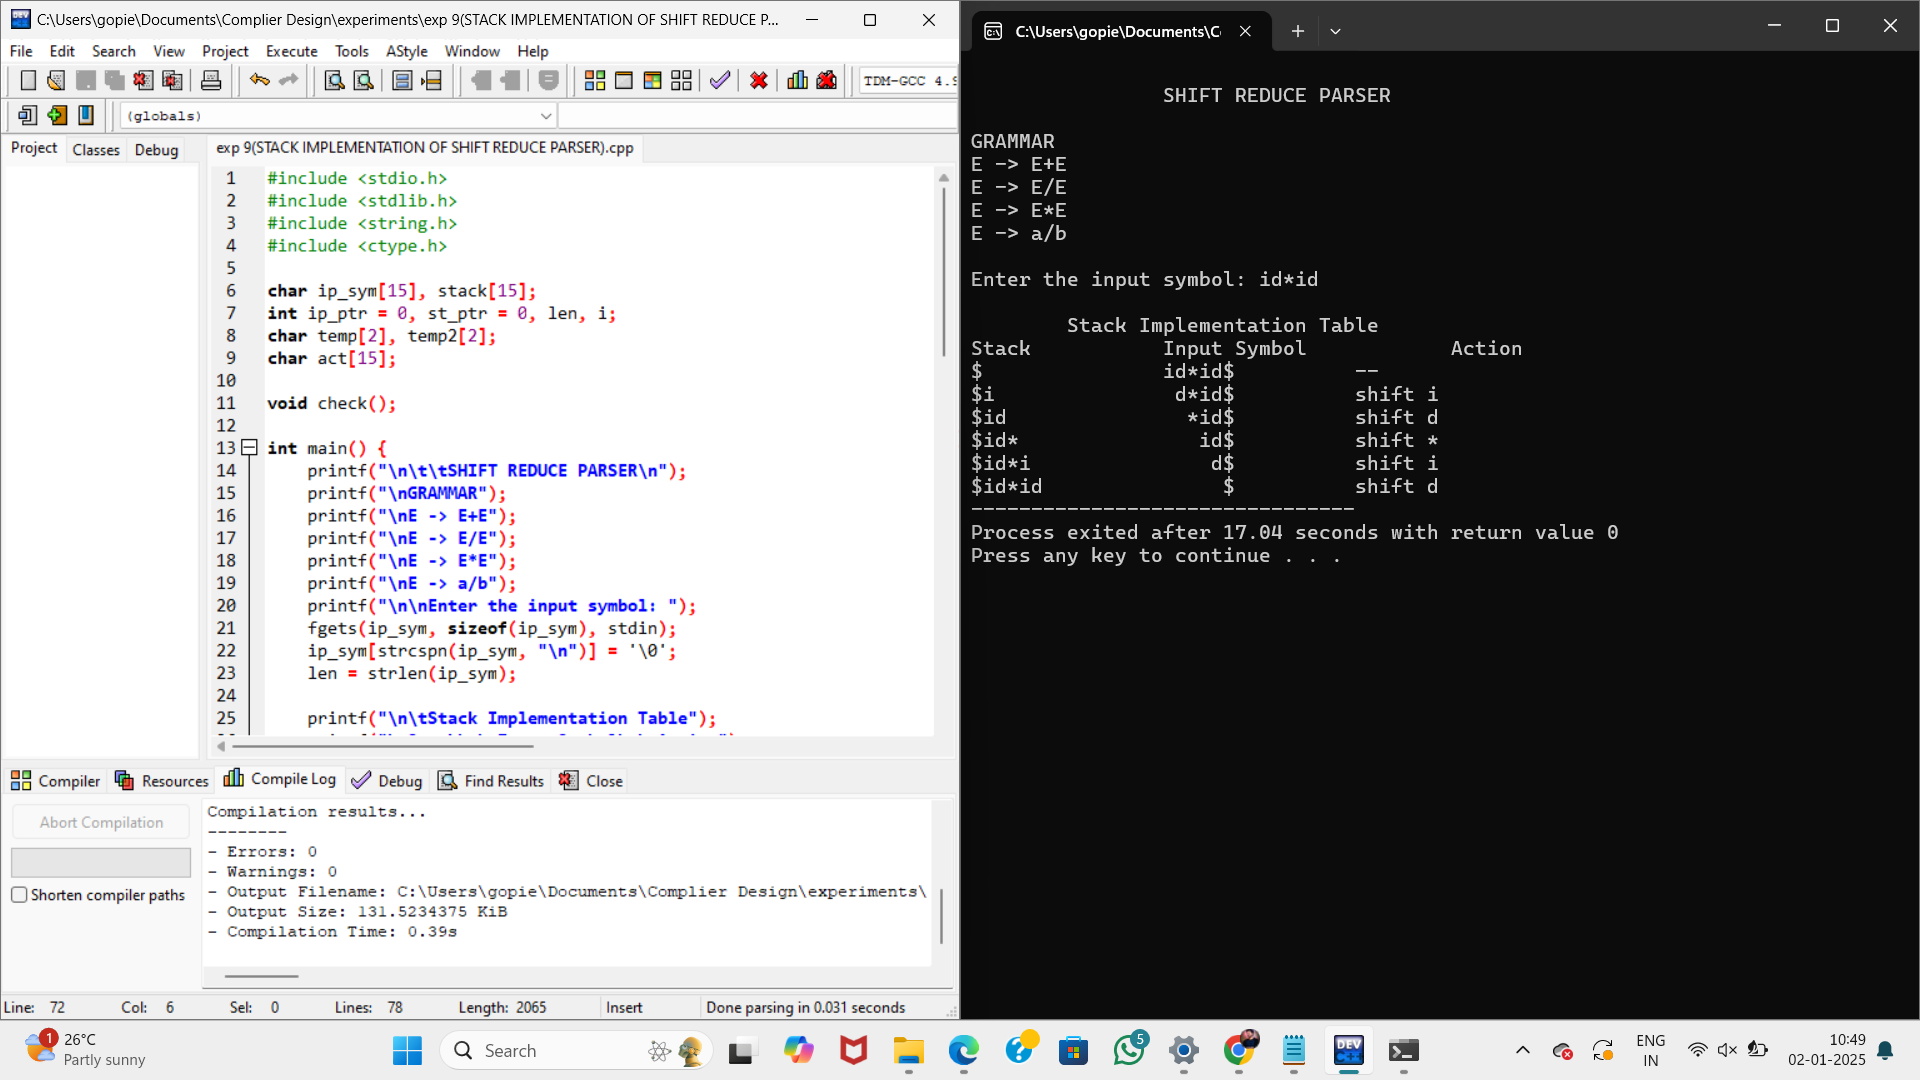 C:\Users\gopie\Documents\Complier Design\experiments\exp 9(STACK IMPLEMENTATION OF SHIFT REDUCE P...
File Edit Search View Project Execute Tools AStyle Window Help
TDM-GCC 4.9
(globals)
Project Classes Debug
exp 9(STACK IMPLEMENTATION OF SHIFT REDUCE PARSER).cpp
1 #include <stdio.h>
2 #include <stdlib.h>
3 #include <string.h>
4 #include <ctype.h>
5
6 char ip_sym[15], stack[15];
7 int ip_ptr = 0, st_ptr = 0, len, i;
8 char temp[2], temp2[2];
9 char act[15];
10
11 void check();
12
13 int main() {
14 printf("\n\t\tSHIFT REDUCE PARSER\n");
15 printf("\nGRAMMAR");
16 printf("\nE -> E+E");
17 printf("\nE -> E/E");
18 printf("\nE -> E*E");
19 printf("\nE -> a/b");
20 printf("\n\nEnter the input symbol: ");
21 fgets(ip_sym, sizeof(ip_sym), stdin);
22 ip_sym[strcspn(ip_sym, "\n")] = '\0';
23 len = strlen(ip_sym);
24
25 printf("\n\tStack Implementation Table");
Compiler Resources Compile Log Debug Find Results Close
Abort Compilation
Shorten compiler paths
Compilation results...
--------
- Errors: 0
- Warnings: 0
- Output Filename: C:\Users\gopie\Documents\Complier Design\experiments\
- Output Size: 131.5234375 KiB
- Compilation Time: 0.39s
Line: 72 Col: 6 Sel: 0 Lines: 78 Length: 2065 Insert Done parsing in 0.031 seconds
C:\Users\gopie\Documents\C
SHIFT REDUCE PARSER
GRAMMAR
E -> E+E
E -> E/E
E -> E*E
E -> a/b
Enter the input symbol: id*id
Stack Implementation Table
Stack Input Symbol Action
$ id*id$ --
$i d*id$ shift i
$id *id$ shift d
$id* id$ shift *
$id*i d$ shift i
$id*id $ shift d
--------------------------------
Process exited after 17.04 seconds with return value 0
Press any key to continue . . .
1
26°C
Partly sunny
Search
5
DEV
C++
ENG
IN
10:49
02-01-2025